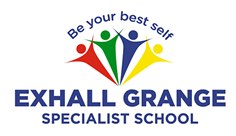 Be your best self
EXHALL GRANGE
SPECIALIST SCHOOL